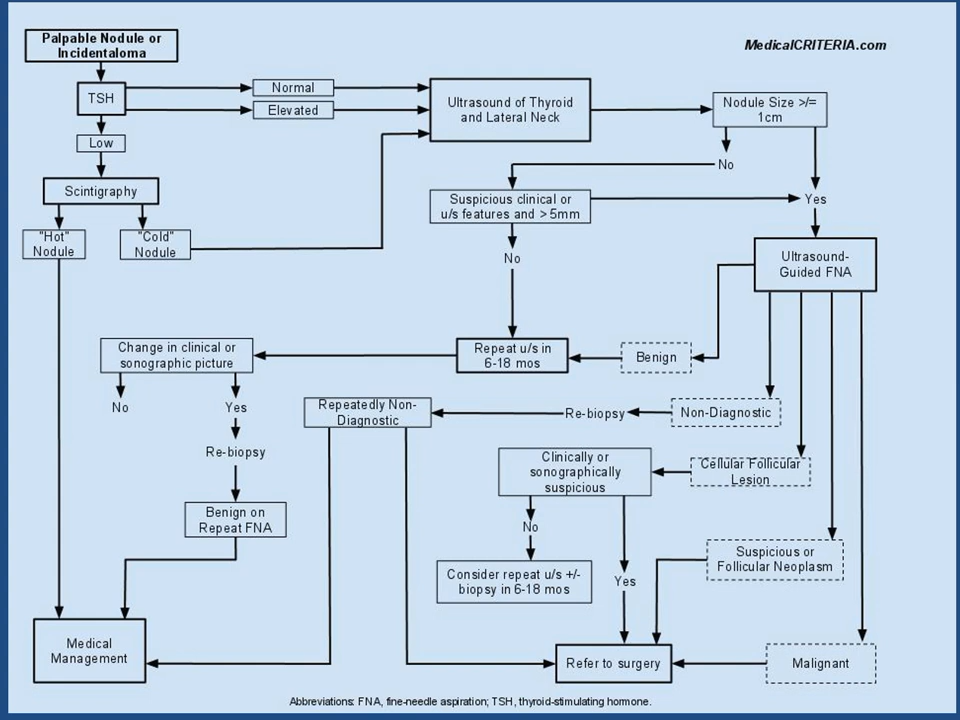 Palpable Nodule or
Incidentaloma
MedicalCRITERIA.com
TSH
Normal
Elevated
Ultrasound of Thyroid
and Lateral Neck
Nodule Size >/=
1cm
Low
No
Scintigraphy
Suspicious clinical or
u/s features and > 5mm
Yes
"Hot"
Nodule
"Cold"
Nodule
No
Ultrasound-
Guided FNA
Change in clinical or
sonographic picture
Repeat u/s in
6-18 mos
Benign
No
Yes
Repeatedly Non-
Diagnostic
Re-biopsy
Non-Diagnostic
Re-biopsy
Clinically or
sonographically
suspicious
Cellular Follicular
Lesion
Benign on
Repeat FNA
No
Suspicious or
Follicular Neoplasm
Consider repeat u/s +/-
biopsy in 6-18 mos
Yes
Medical
Management
Refer to surgery
Malignant
Abbreviations: FNA, fine-needle aspiration; TSH, thyroid-stimulating hormone.